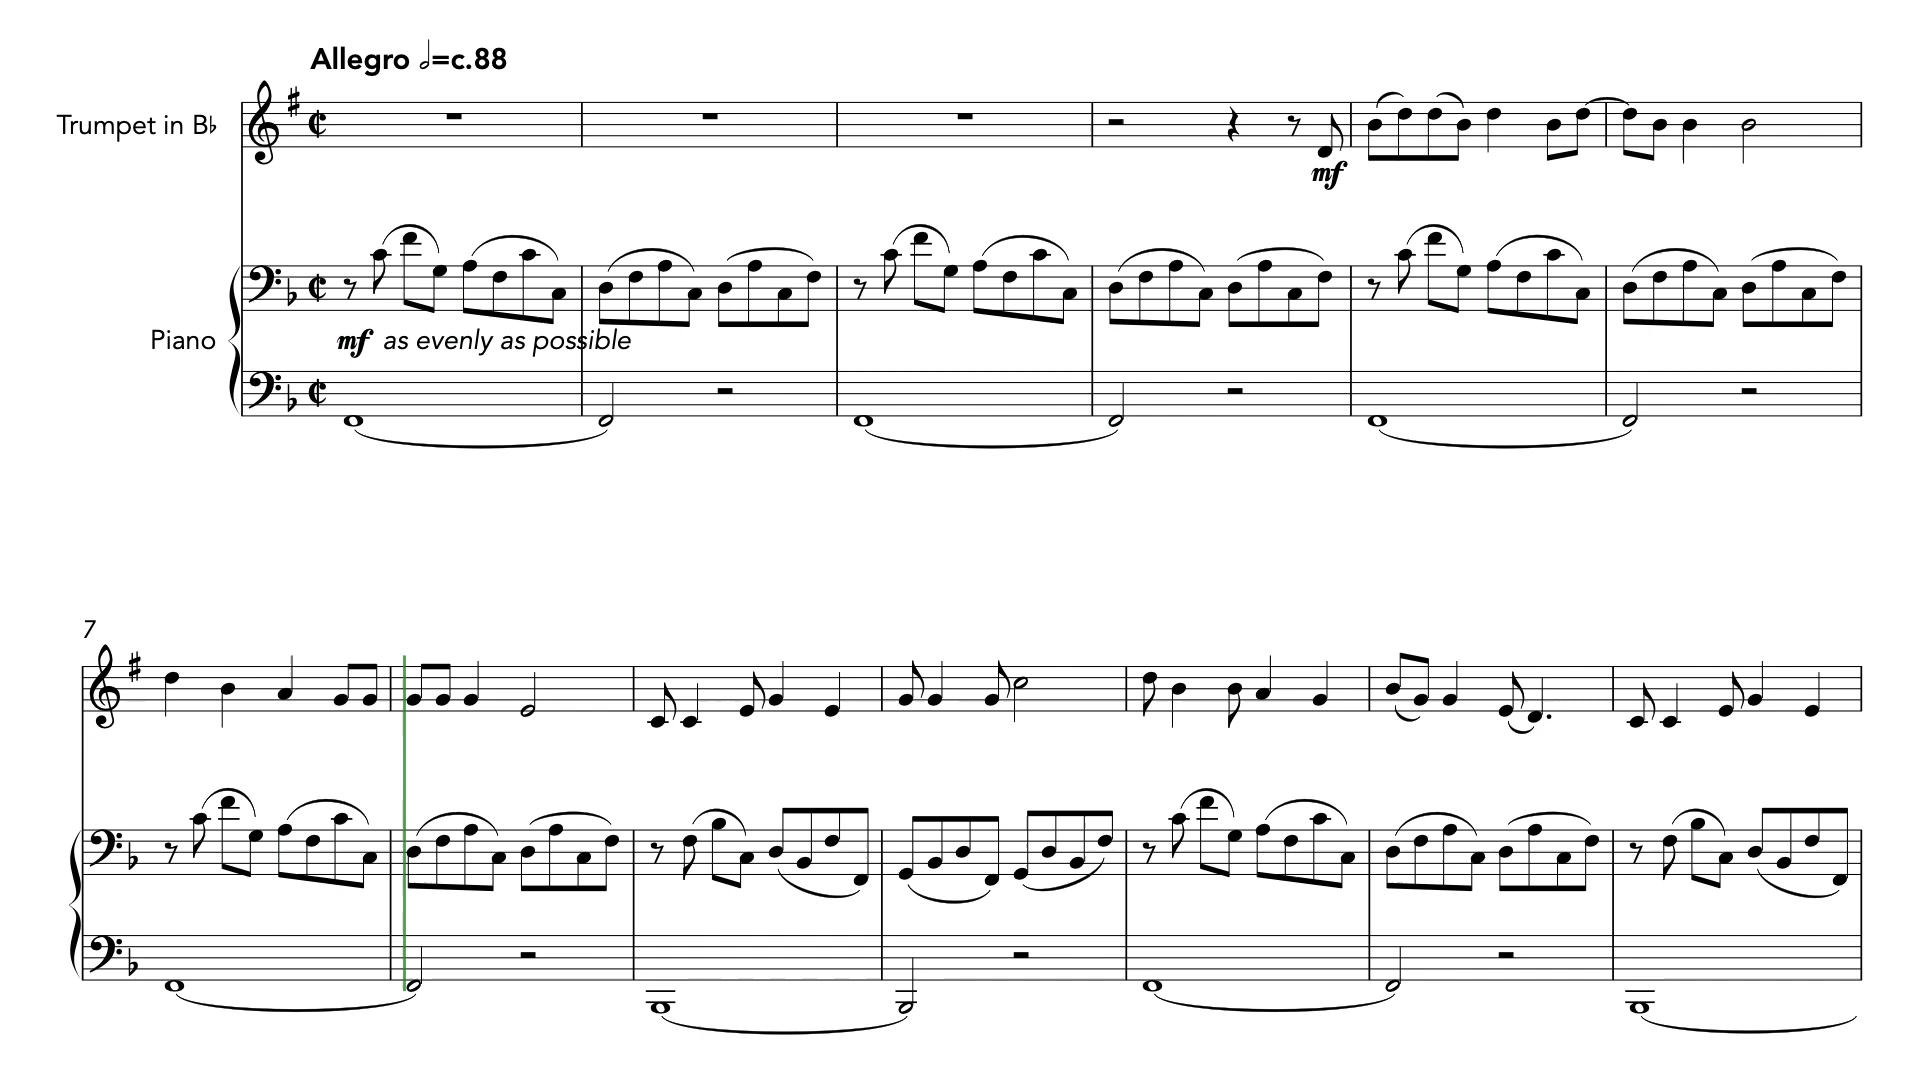 Allegro 𝅗𝅥=c.88
Trumpet in B♭
mf
mf as evenly as possible
Piano
7